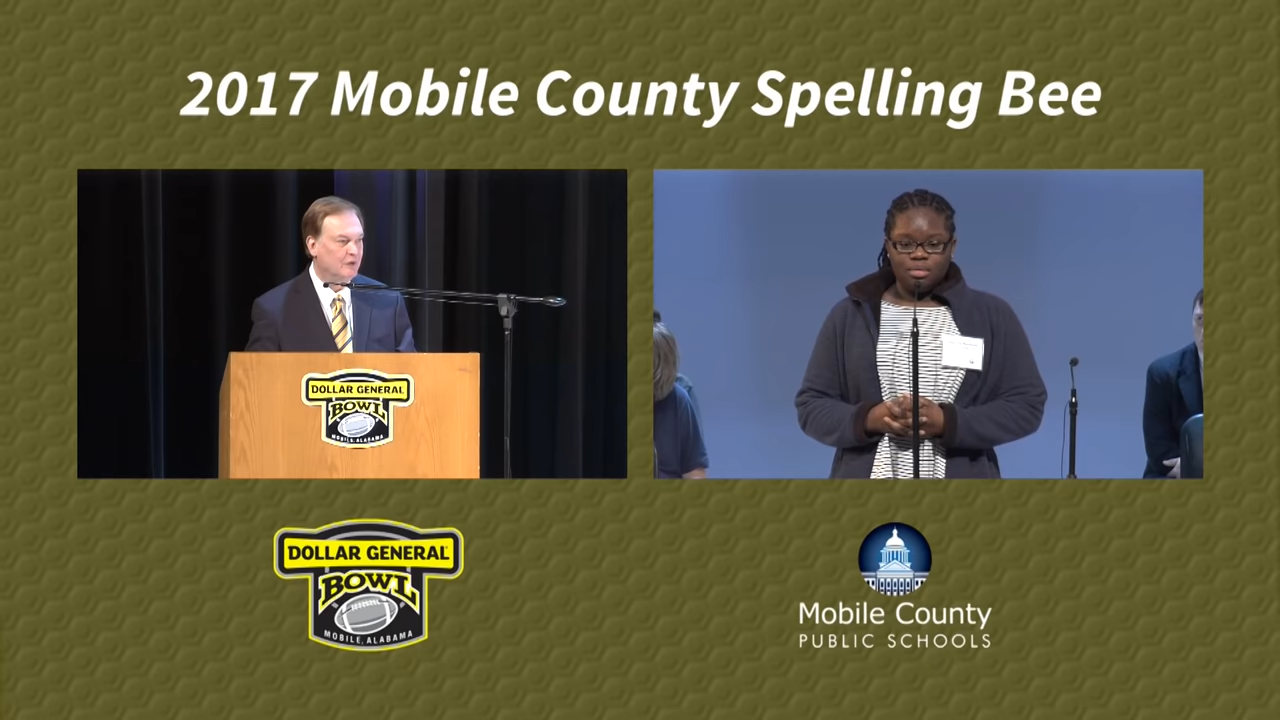 2017 Mobile County Spelling Bee
DOLLAR GENERAL
BOWL
MOBILE, ALABAMA
DOLLAR GENERAL
BOWL
MOBILE, ALABAMA
Mobile County
PUBLIC SCHOOLS